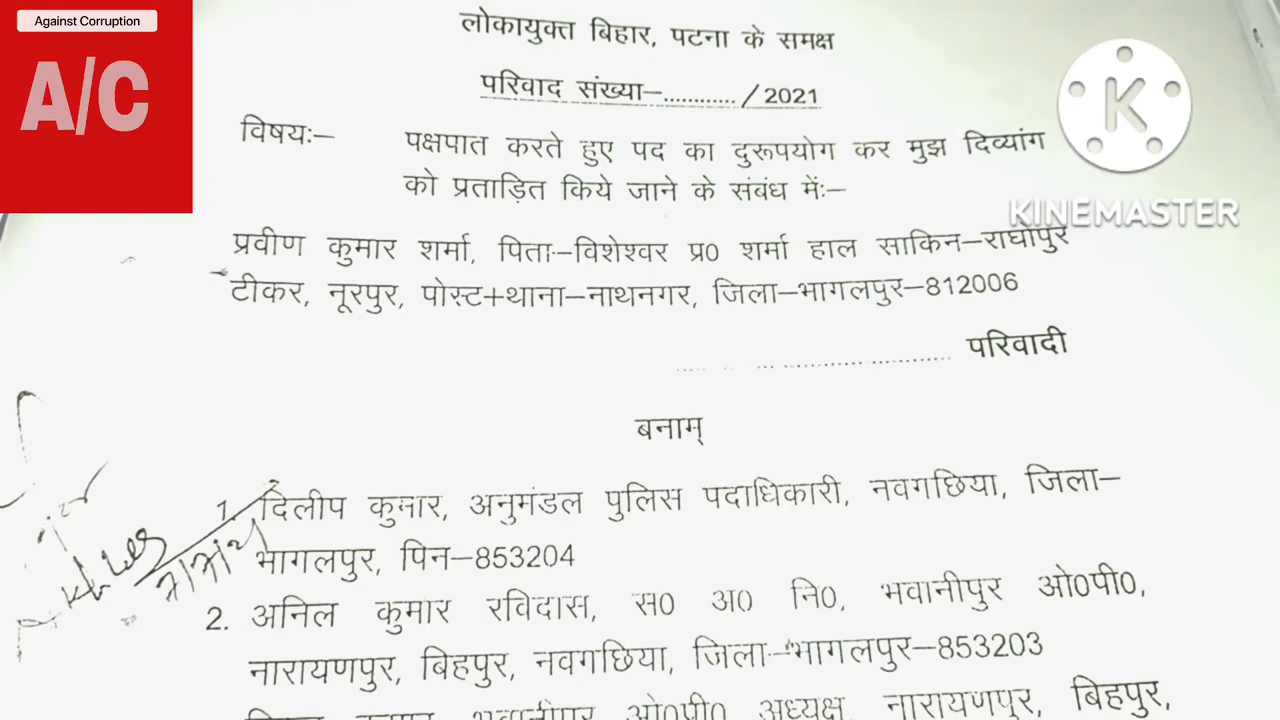 Against Corruption
A/C
लोकायुक्त बिहार, पटना के समक्ष
परिवाद संख्या–............/2021
विषयः– पक्षपात करते हुए पद का दुरूपयोग कर मुझ दिव्यांग
को प्रताड़ित किये जाने के संबंध मेंः–
K
KINEMASTER
प्रवीण कुमार शर्मा, पिता–विशेश्वर प्र0 शर्मा हाल साकिन–राघोपुर
टीकर, नूरपुर, पोस्ट+थाना–नाथनगर, जिला–भागलपुर–812006
.................................... परिवादी
बनाम्
1. दिलीप कुमार, अनुमंडल पुलिस पदाधिकारी, नवगछिया, जिला–
भागलपुर, पिन–853204
2. अनिल कुमार रविदास, स0 अ0 नि0, भवानीपुर ओ0पी0,
नारायणपुर, बिहपुर, नवगछिया, जिला–भागलपुर–853203
कुमार भवानीपुर ओ0पी0 अध्यक्ष नारायणपुर, बिहपुर,